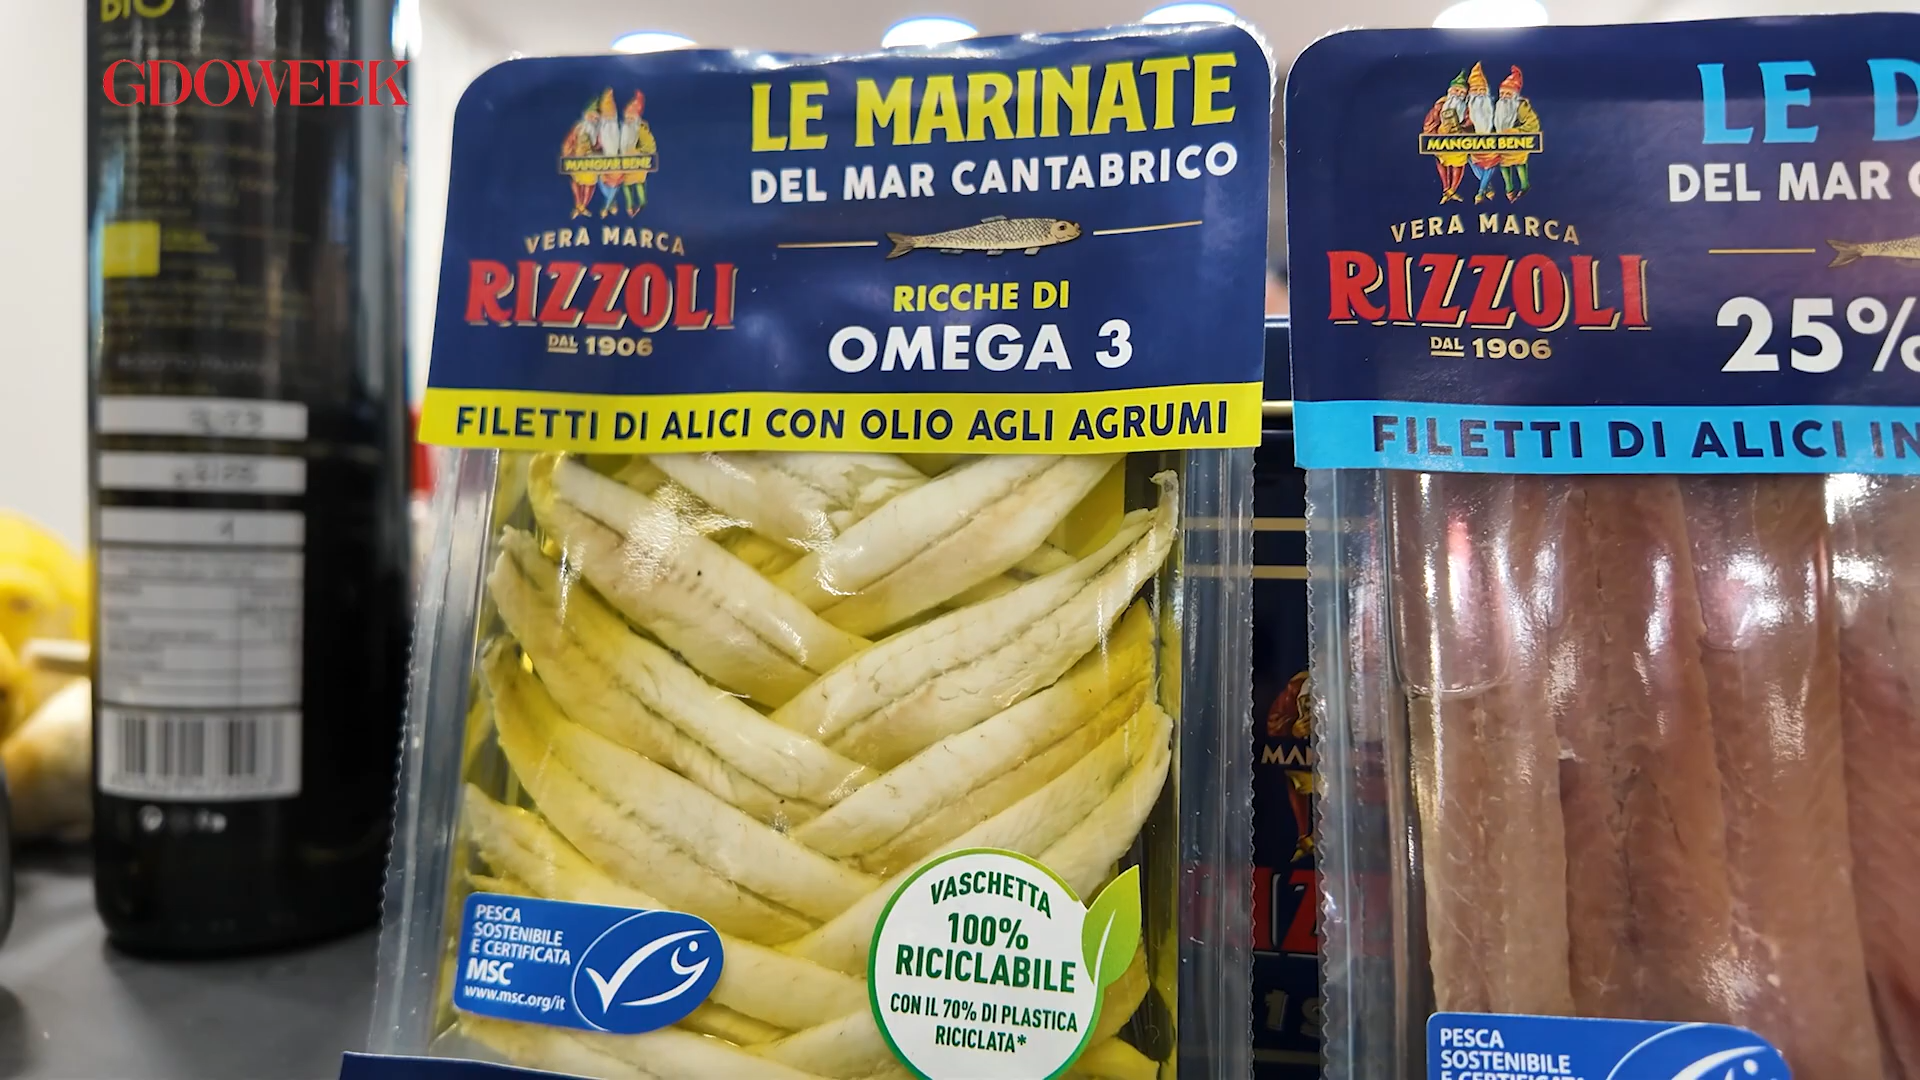 BIO
GDOWEEK
MANGIAR BENE
VERA MARCA
RIZZOLI
DAL 1906
LE MARINATE
DEL MAR CANTABRICO
RICCHE DI
OMEGA 3
FILETTI DI ALICI CON OLIO AGLI AGRUMI
PESCA
SOSTENIBILE
E CERTIFICATA
MSC
www.msc.org/it
VASCHETTA
100%
RICICLABILE
CON IL 70% DI PLASTICA
RICICLATA*
MANGIAR BENE
VERA MARCA
RIZZOLI
DAL 1906
LE
DEL MAR
25%
FILETTI DI ALICI IN
PESCA
SOSTENIBILE
E CERTIFICATA